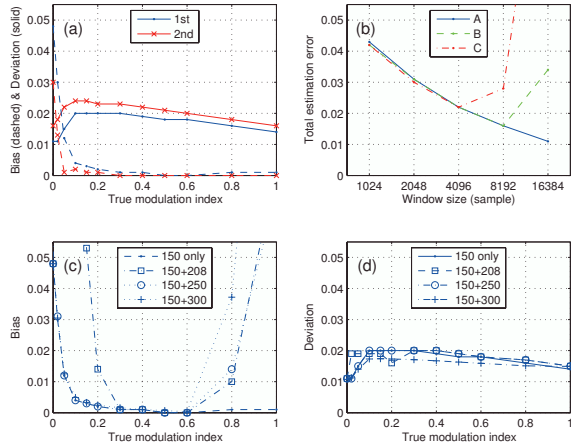 0.05
0.04
0.03
0.02
0.01
0
(a)
1st
2nd
Bias (dashed) & Deviation (solid)
0 0.2 0.4 0.6 0.8 1
True modulation index
0.05
0.04
0.03
0.02
0.01
0
(b)
A
B
C
Total estimation error
1024 2048 4096 8192 16384
Window size (sample)
0.05
0.04
0.03
0.02
0.01
0
(c)
150 only
150+208
150+250
150+300
Bias
0 0.2 0.4 0.6 0.8 1
True modulation index
0.05
0.04
0.03
0.02
0.01
0
(d)
150 only
150+208
150+250
150+300
Deviation
0 0.2 0.4 0.6 0.8 1
True modulation index